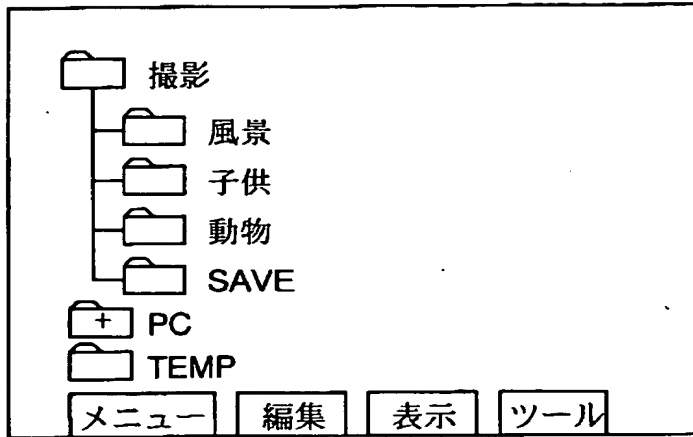 撮影
風景
子供
動物
SAVE
+ PC
TEMP
メニュー 編集 表示 ツール